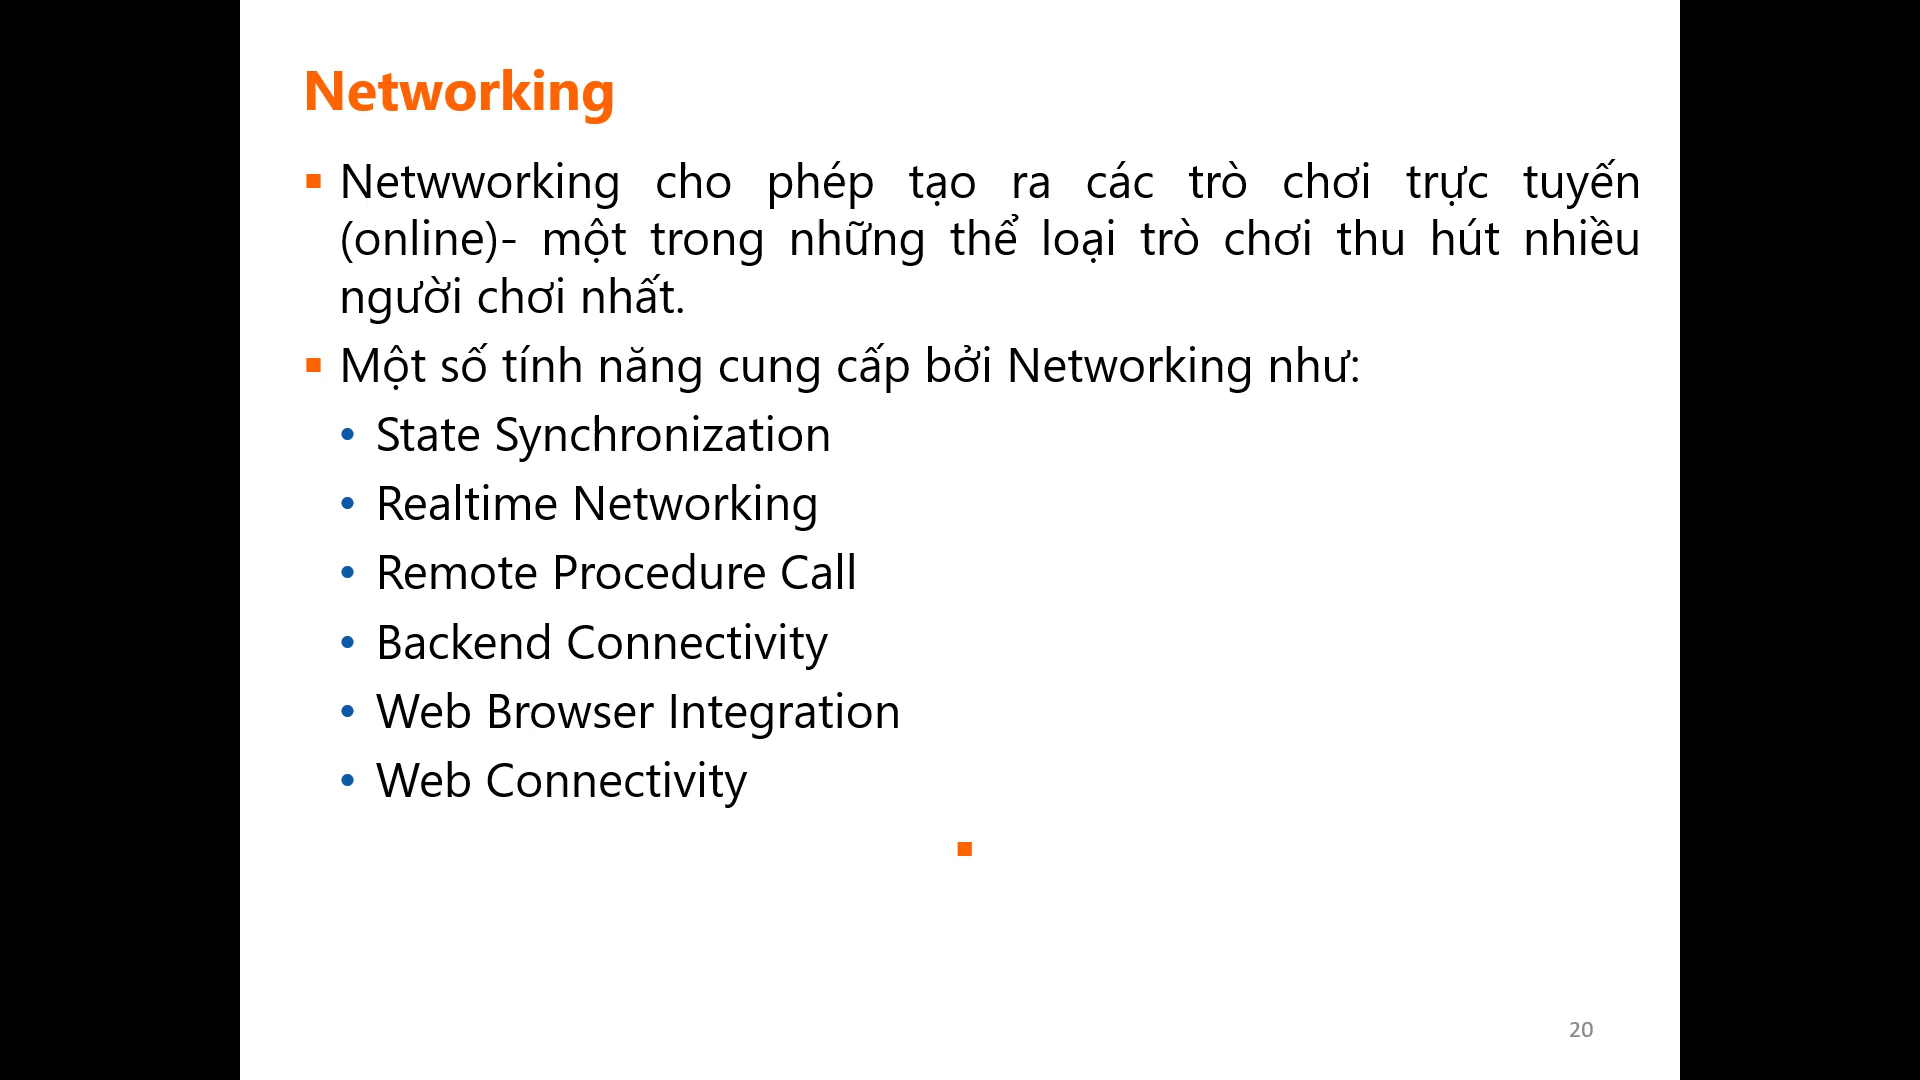 Networking
▪ Netwworking cho phép tạo ra các trò chơi trực tuyến
(online)- một trong những thể loại trò chơi thu hút nhiều
người chơi nhất.
▪ Một số tính năng cung cấp bởi Networking như:
• State Synchronization
• Realtime Networking
• Remote Procedure Call
• Backend Connectivity
• Web Browser Integration
• Web Connectivity
▪
20